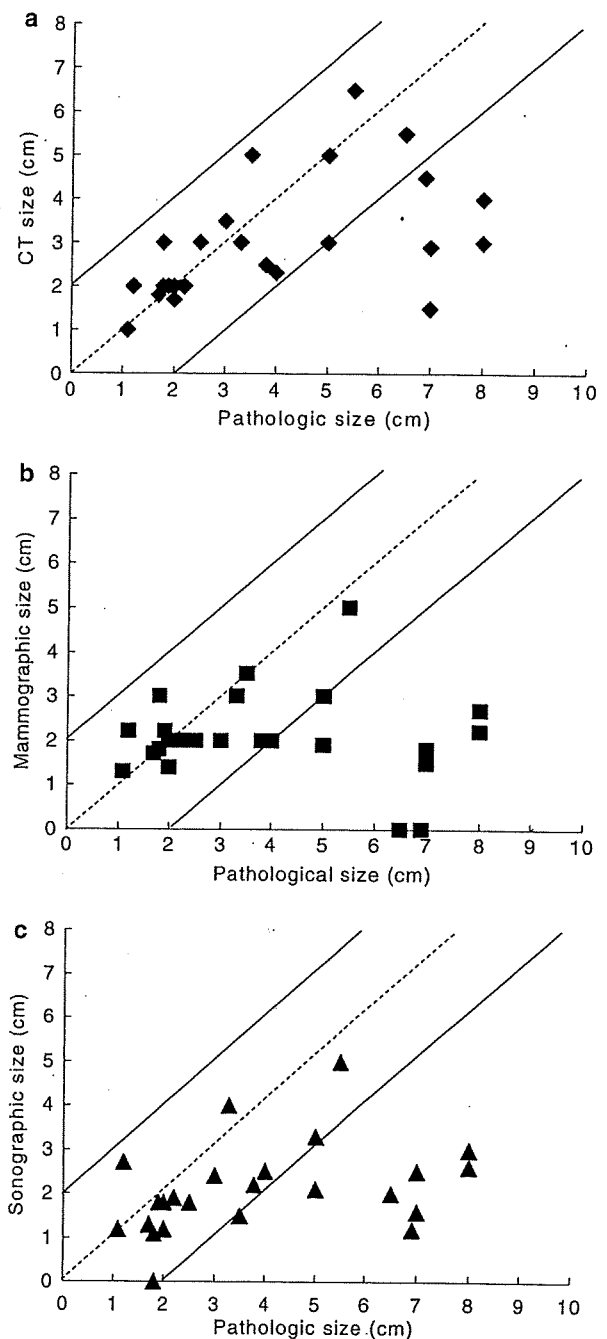 a
8
7
6
5
4
3
2
1
0
CT size (cm)
0 1 2 3 4 5 6 7 8 9 10
Pathologic size (cm)
b
8
7
6
5
4
3
2
1
0
Mammographic size (cm)
0 1 2 3 4 5 6 7 8 9 10
Pathological size (cm)
c
8
7
6
5
4
3
2
1
0
Sonographic size (cm)
0 1 2 3 4 5 6 7 8 9 10
Pathologic size (cm)